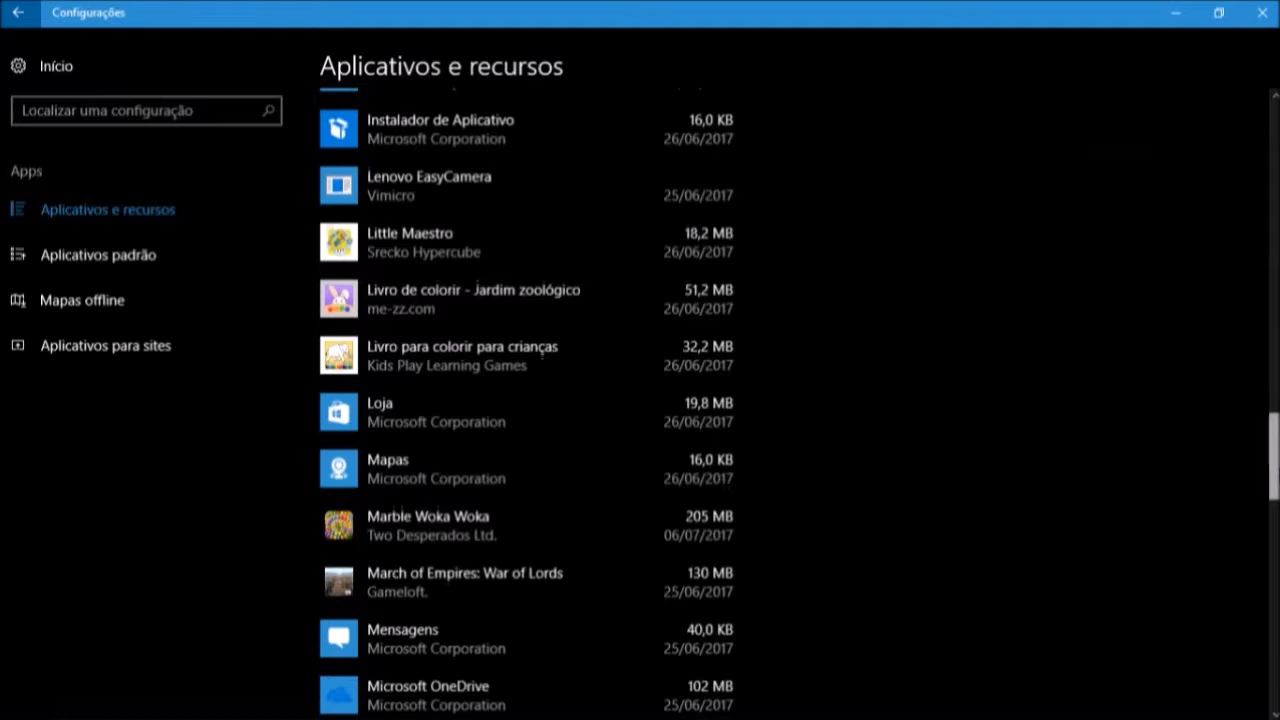 Configurações
Início
Localizar uma configuração
Apps
Aplicativos e recursos
Aplicativos padrão
Mapas offline
Aplicativos para sites
Aplicativos e recursos
Instalador de Aplicativo 16,0 KB
Microsoft Corporation 26/06/2017
Lenovo EasyCamera
Vimicro 25/06/2017
Little Maestro 18,2 MB
Srecko Hypercube 26/06/2017
Livro de colorir - Jardim zoológico 51,2 MB
me-zz.com 26/06/2017
Livro para colorir para crianças 32,2 MB
Kids Play Learning Games 26/06/2017
Loja 19,8 MB
Microsoft Corporation 26/06/2017
Mapas 16,0 KB
Microsoft Corporation 26/06/2017
Marble Woka Woka 205 MB
Two Desperados Ltd. 06/07/2017
March of Empires: War of Lords 130 MB
Gameloft. 25/06/2017
Mensagens 40,0 KB
Microsoft Corporation 25/06/2017
Microsoft OneDrive 102 MB
Microsoft Corporation 25/06/2017